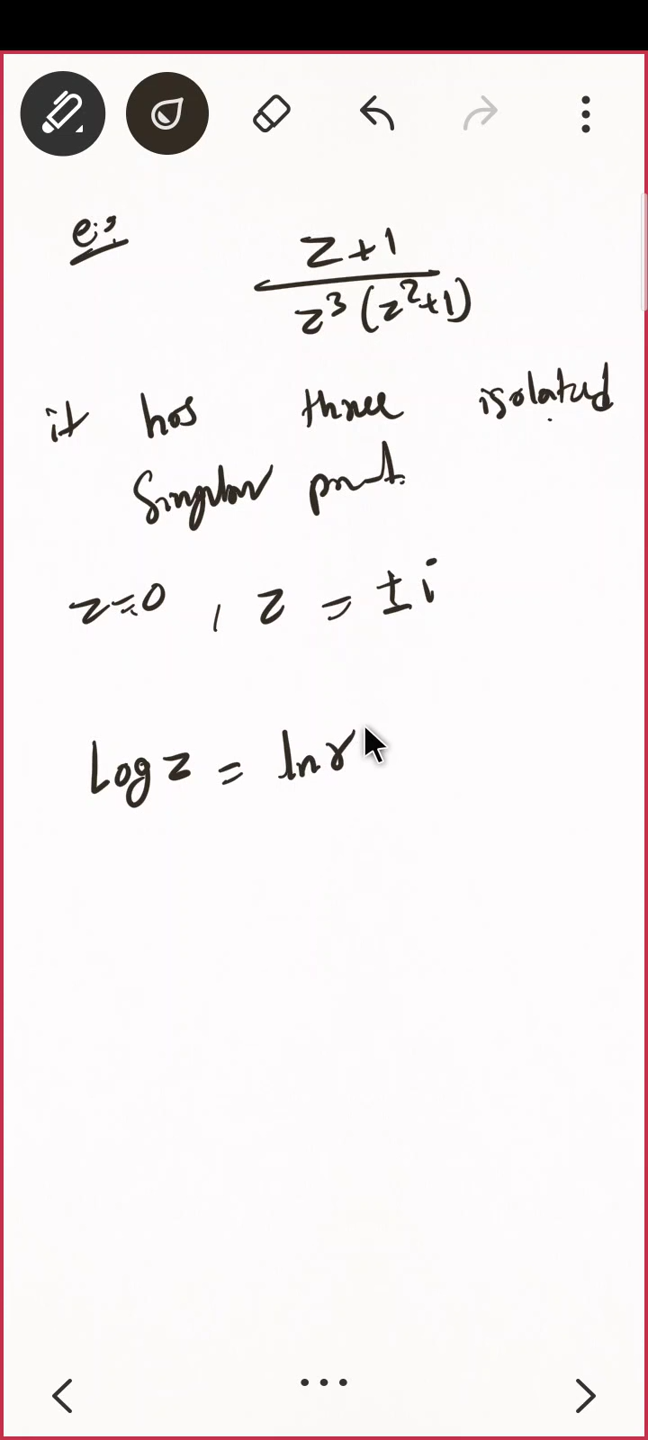 e:,
z+1
z³(z²+1)
it has three isolated
Singular point.
z=0 , z = ±i
Log z = ln r